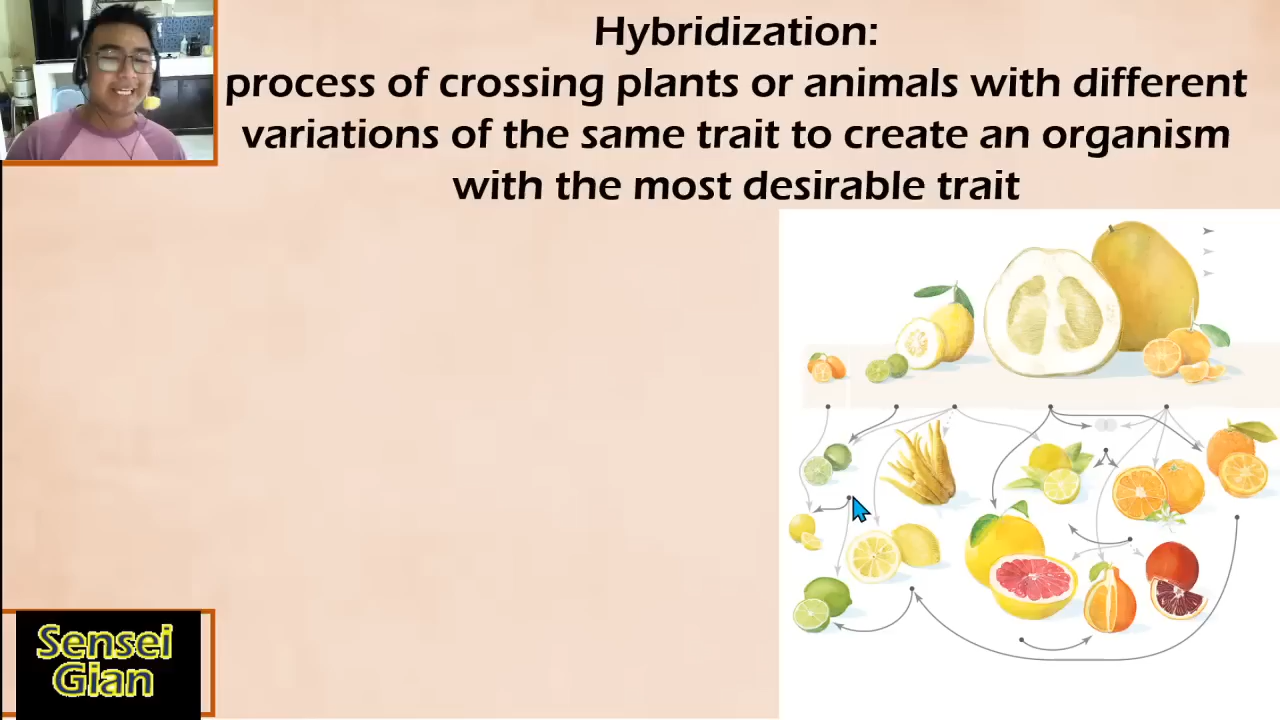 Hybridization:
process of crossing plants or animals with different
variations of the same trait to create an organism
with the most desirable trait
Sensei
Gian